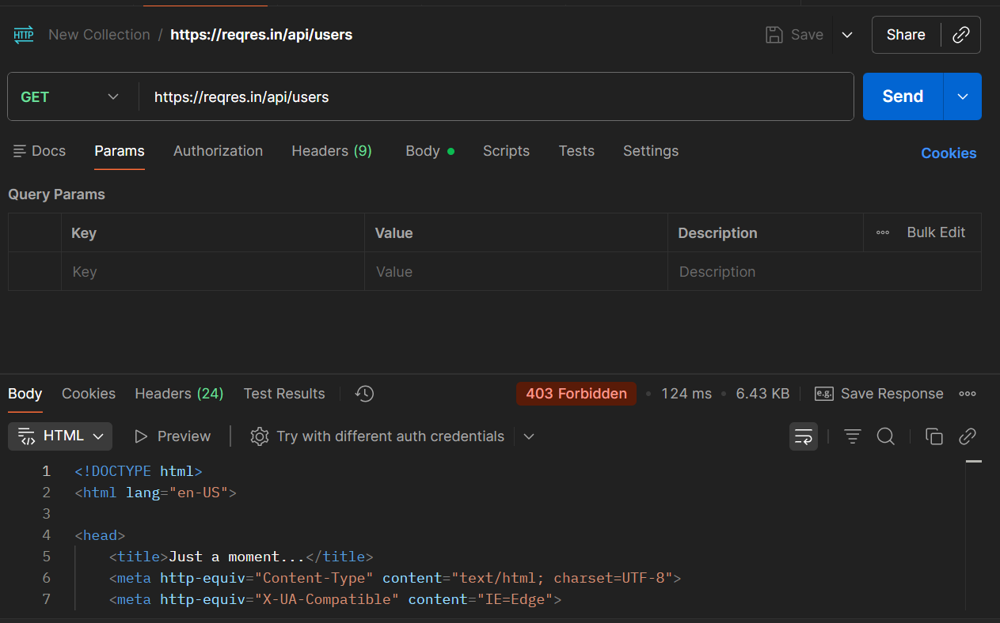 HTTP New Collection / https://reqres.in/api/users Save Share
GET https://reqres.in/api/users Send
Docs Params Authorization Headers (9) Body Scripts Tests Settings Cookies
Query Params
Key Value Description Bulk Edit
Key Value Description
Body Cookies Headers (24) Test Results 403 Forbidden 124 ms 6.43 KB e.g. Save Response
HTML Preview Try with different auth credentials
1 <!DOCTYPE html>
2 <html lang="en-US">
3
4 <head>
5 <title>Just a moment...</title>
6 <meta http-equiv="Content-Type" content="text/html; charset=UTF-8">
7 <meta http-equiv="X-UA-Compatible" content="IE=Edge">